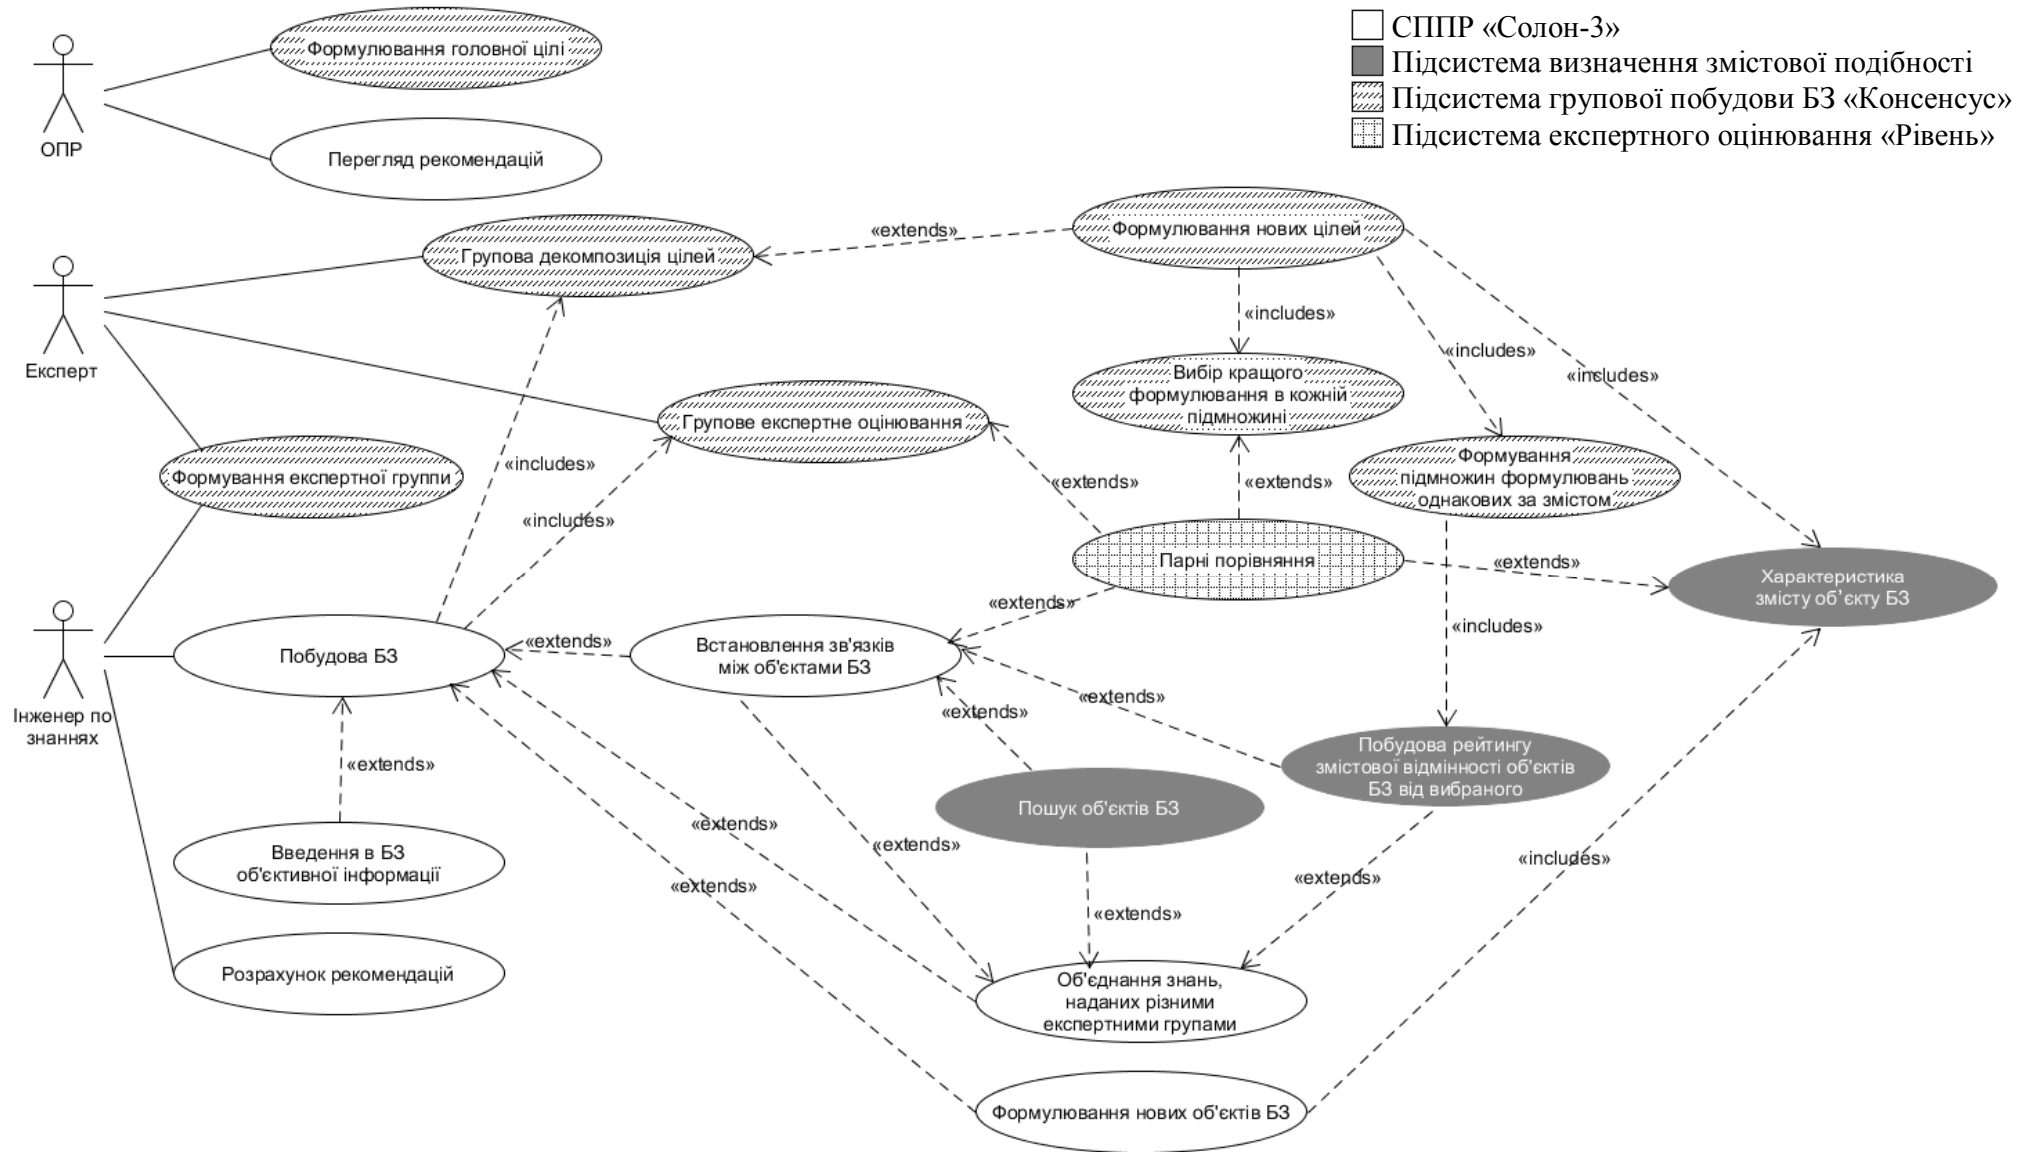 СППР «Солон-3»
Підсистема визначення змістової подібності
Підсистема групової побудови БЗ «Консенсус»
Підсистема експертного оцінювання «Рівень»
Формулювання головної цілі
ОПР
Перегляд рекомендацій
Формулювання нових цілей
«extends»
Групова декомпозиція цілей
«includes»
«includes»
«includes»
Експерт
Вибір кращого
формулювання в кожній
підмножині
Групове експертне оцінювання
«includes»
Формування експертної группи
«extends»
«extends»
Формування
підмножин формулювань
однакових за змістом
«includes»
Парні порівняння
«extends»
Характеристика
змісту об'єкту БЗ
«extends»
«includes»
Побудова БЗ
«extends»
Встановлення зв'язків
між об'єктами БЗ
Інженер по
знаннях
«extends»
«extends»
Побудова рейтингу
змістової відмінності об'єктів
БЗ від вибраного
«extends»
Пошук об'єктів БЗ
«extends»
«extends»
Введення в БЗ
об'єктивної інформації
«includes»
«extends»
«extends»
«extends»
Розрахунок рекомендацій
Об'єднання знань,
наданих різними
експертними групами
Формулювання нових об'єктів БЗ